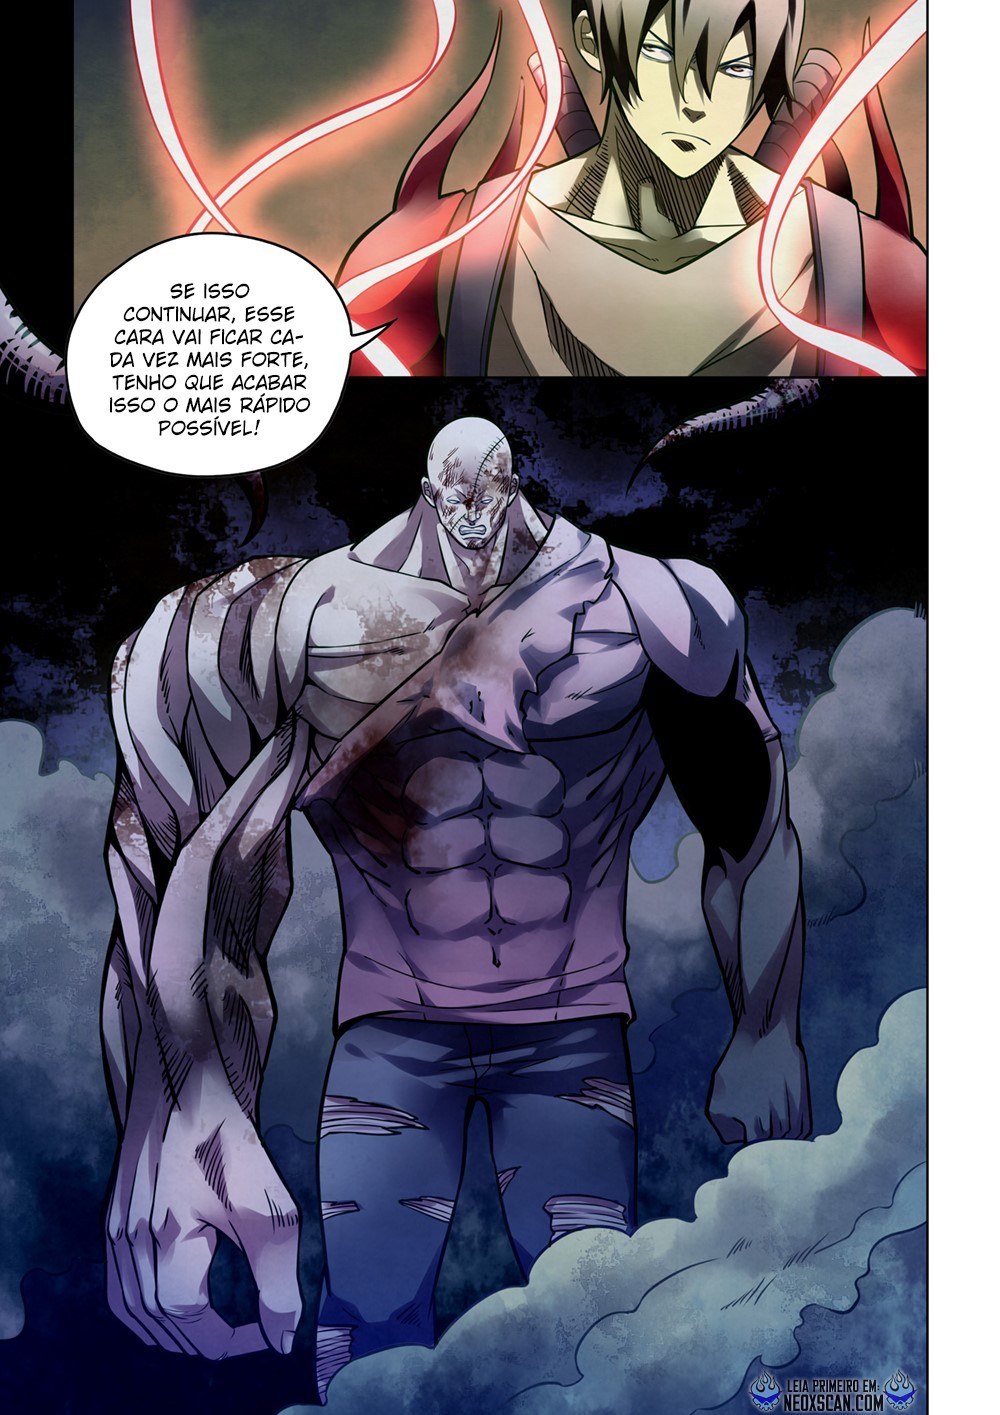 SE ISSO
CONTINUAR, ESSE
CARA VAI FICAR CA-
DA VEZ MAIS FORTE,
TENHO QUE ACABAR
ISSO O MAIS RÁPIDO
POSSÍVEL!
LEIA PRIMEIRO EM:
NEOXSCAN.COM